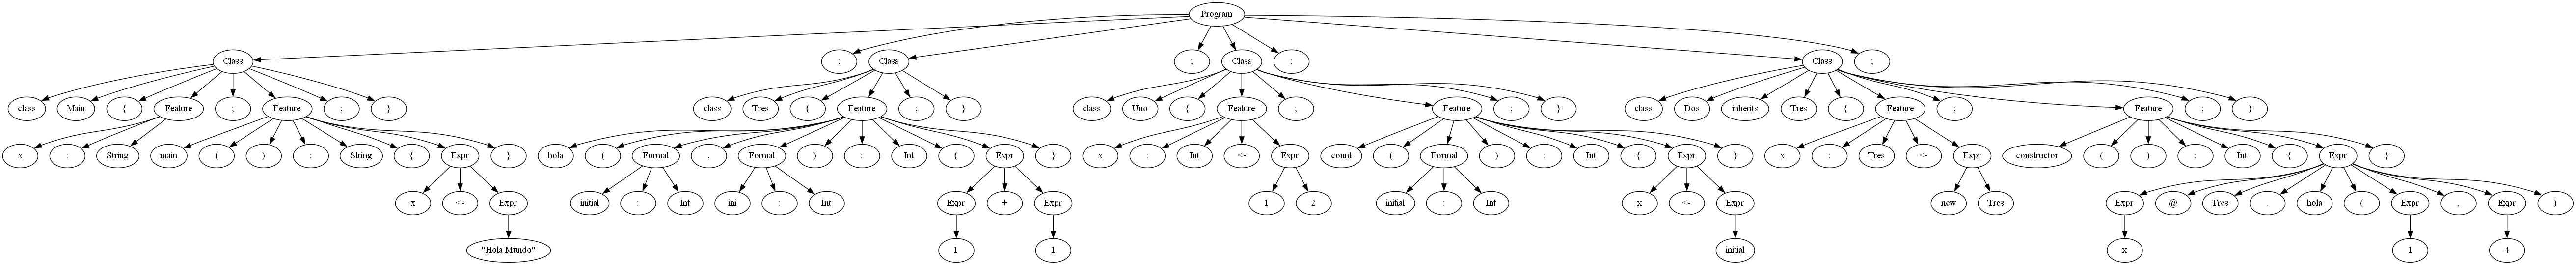 Program
Class ; Class ; Class ; Class ;
class Main { Feature ; Feature ; } class Tres { Feature ; } class Uno { Feature ; Feature ; } class Dos inherits Tres { Feature ; Feature ; }
x : String main ( ) : String { Expr } hola ( Formal , Formal ) : Int { Expr } x : Int <- Expr count ( Formal ) : Int { Expr } x : Tres <- Expr constructor ( ) : Int { Expr }
x <- Expr initial : Int ini : Int Expr + Expr 1 2 initial : Int x <- Expr new Tres Expr @ Tres . hola ( Expr , Expr )
"Hola Mundo" 1 1 initial x 1 4